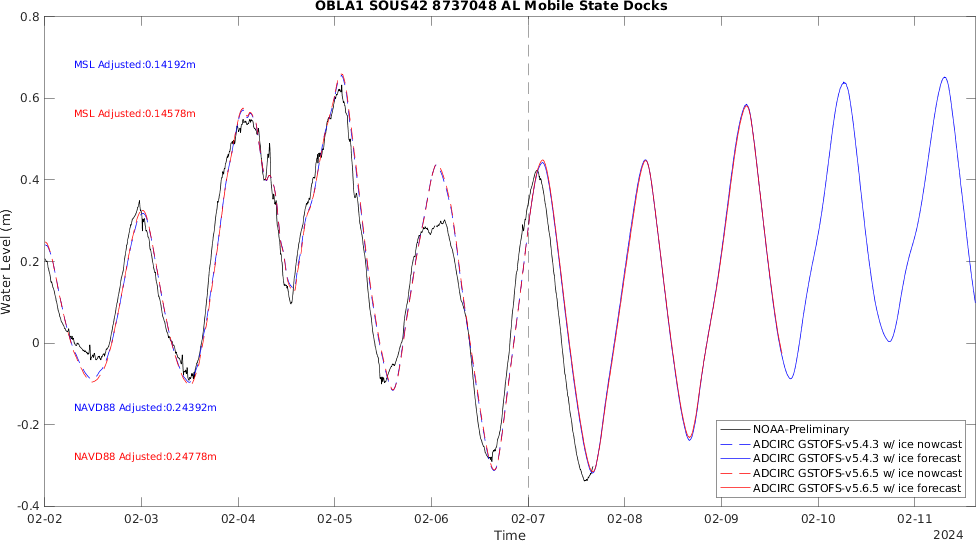 OBLA1 SOUS42 8737048 AL Mobile State Docks
0.8
0.6
0.4
0.2
0
-0.2
-0.4
Water Level (m)
MSL Adjusted:0.14192m
MSL Adjusted:0.14578m
NAVD88 Adjusted:0.24392m
NAVD88 Adjusted:0.24778m
NOAA-Preliminary
ADCIRC GSTOFS-v5.4.3 w/ ice nowcast
ADCIRC GSTOFS-v5.4.3 w/ ice forecast
ADCIRC GSTOFS-v5.6.5 w/ ice nowcast
ADCIRC GSTOFS-v5.6.5 w/ ice forecast
02-02 02-03 02-04 02-05 02-06 02-07 02-08 02-09 02-10 02-11
Time
2024